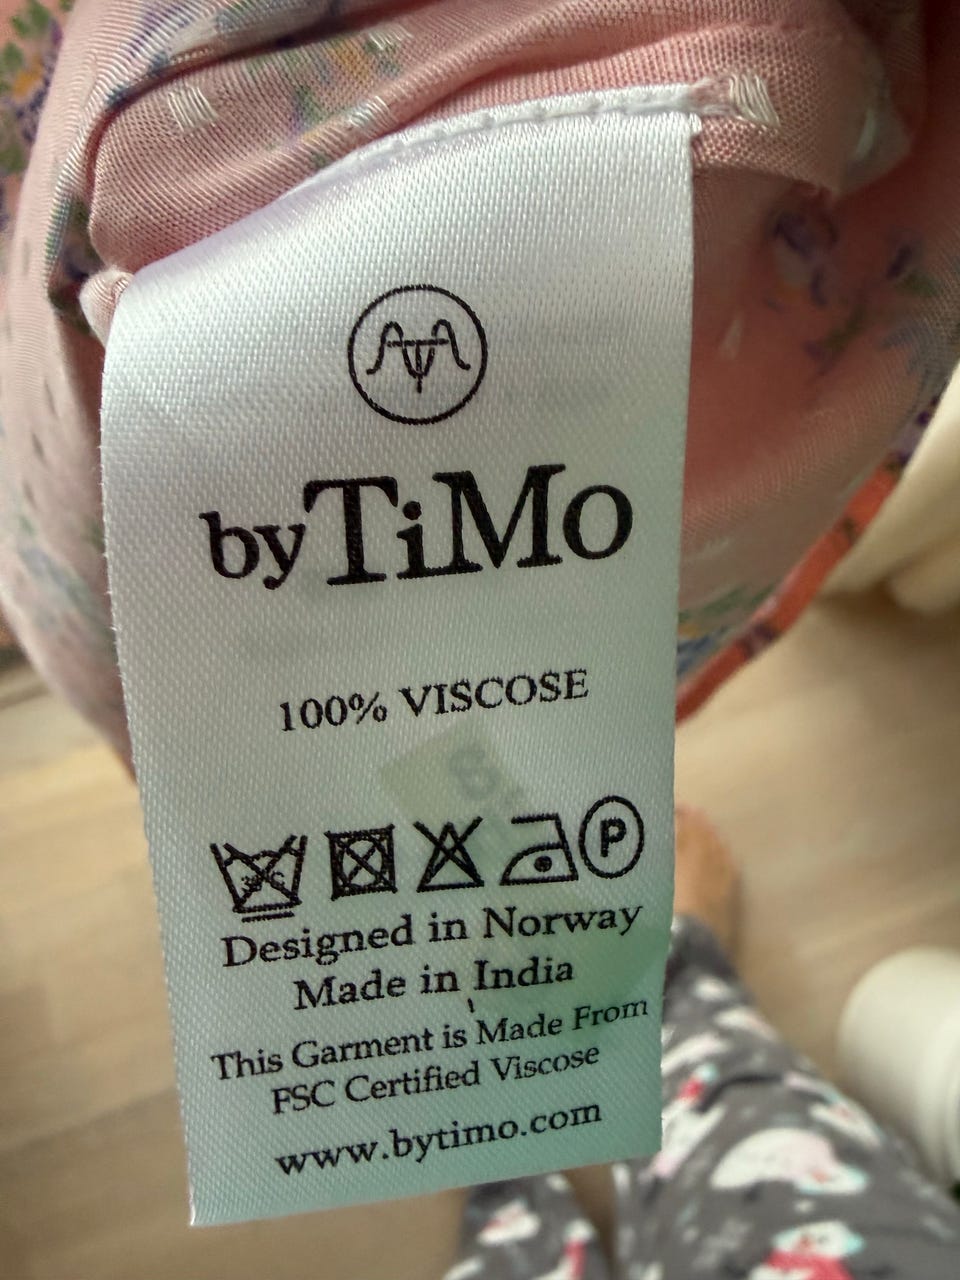 byTiMo
100% VISCOSE
P
Designed in Norway
Made in India
This Garment is Made From
FSC Certified Viscose
www.bytimo.com